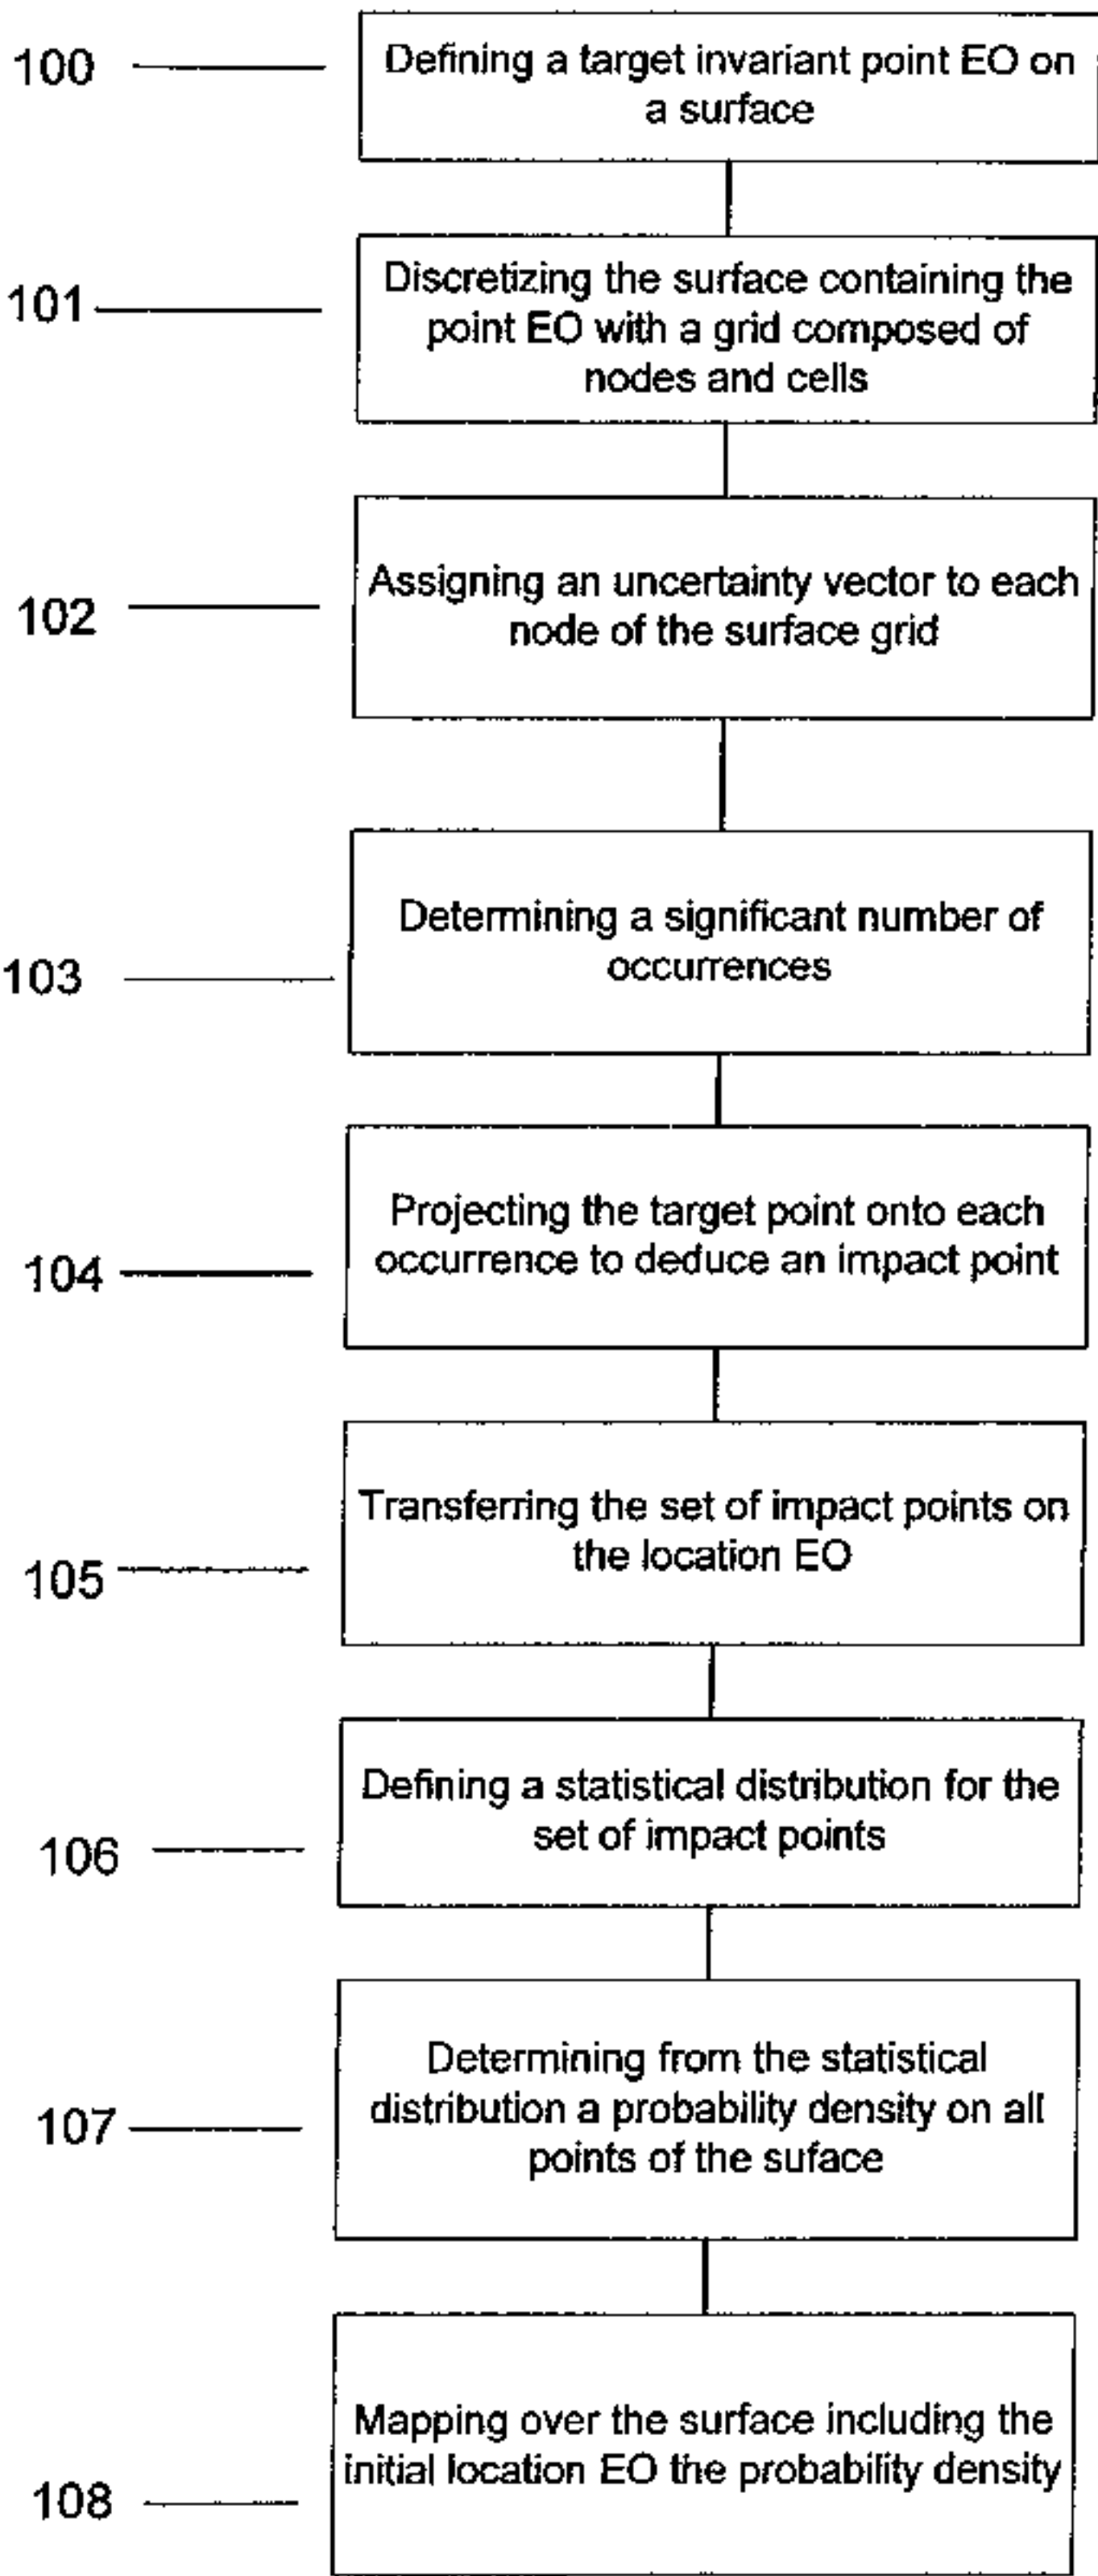 100
Defining a target invariant point EO on
a surface
101
Discretizing the surface containing the
point EO with a grid composed of
nodes and cells
102
Assigning an uncertainty vector to each
node of the surface grid
103
Determining a significant number of
occurrences
104
Projecting the target point onto each
occurrence to deduce an impact point
105
Transferring the set of impact points on
the location EO
106
Defining a statistical distribution for the
set of impact points
107
Determining from the statistical
distribution a probability density on all
points of the suface
108
Mapping over the surface including the
initial location EO the probability density